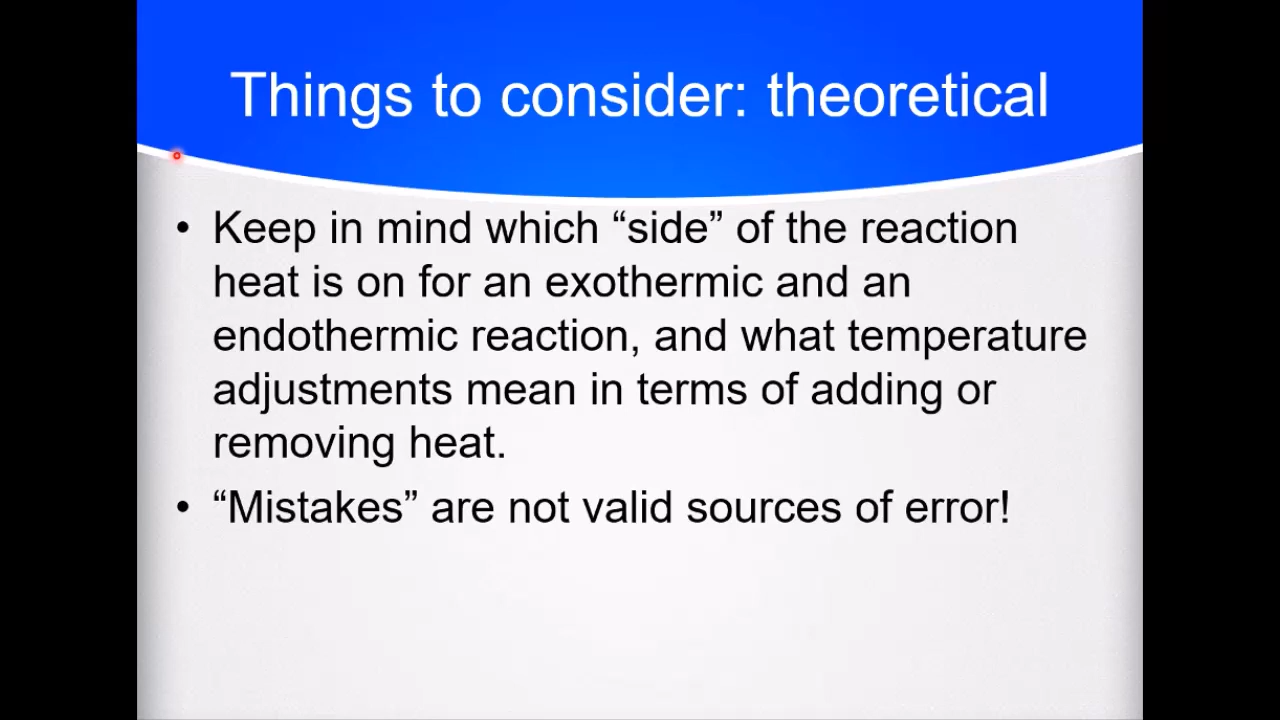 Things to consider: theoretical
• Keep in mind which “side” of the reaction
heat is on for an exothermic and an
endothermic reaction, and what temperature
adjustments mean in terms of adding or
removing heat.
• “Mistakes” are not valid sources of error!